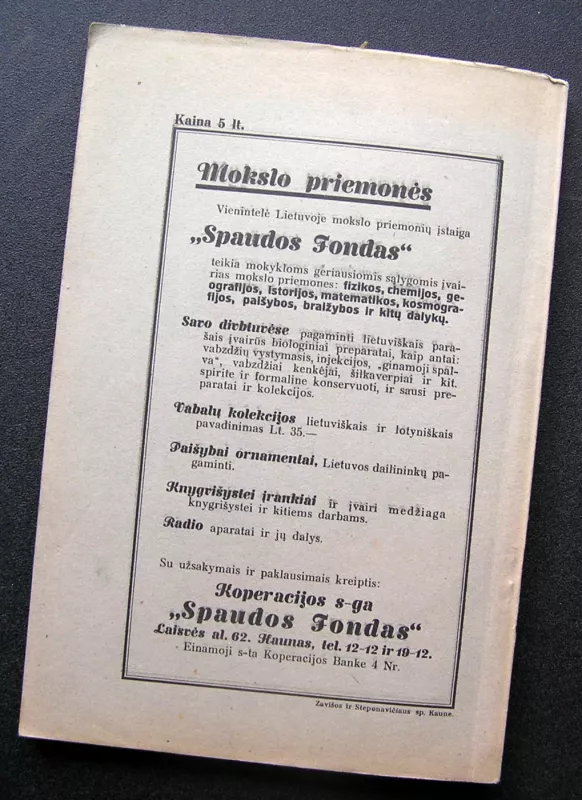 Kaina 5 lt.
Mokslo priemonės
Vienintelė Lietuvoje mokslo priemonių įstaiga
„Spaudos Fondas“
teikia mokykloms geriausiomis sąlygomis įvai-
rias mokslo priemones: fizikos, chemijos, ge-
ografijos, istorijos, matematikos, kosmogra-
fijos, paišybos, braižybos ir kitų dalykų.
Savo dirbtuvėse pagaminti lietuviškais para-
šais įvairūs biologiniai preparatai, kaip antai:
vabzdžių vystymasis, injekcijos, „ginamoji spal-
va“, vabzdžiai kenkėjai, šilkaverpiai ir kit.
spirite ir formaline konservuoti, ir sausi pre-
paratai ir kolekcijos.
Vabalų kolekcijos lietuviškais ir lotyniškais
pavadinimas Lt. 35.—
Paišybai ornamentai, Lietuvos dailininkų pa-
gaminti.
Knygrišystei įrankiai ir įvairi medžiaga
knygrišystei ir kitiems darbams.
Radio aparatai ir jų dalys.
Su užsakymais ir paklausimais kreiptis:
Koperacijos s-ga
„Spaudos Fondas“
Laisvės al. 62. Kaunas, tel. 12-12 ir 19-12.
Einamoji s-ta Koperacijos Banke 4 Nr.
Zavišos ir Steponavičiaus sp. Kaune.